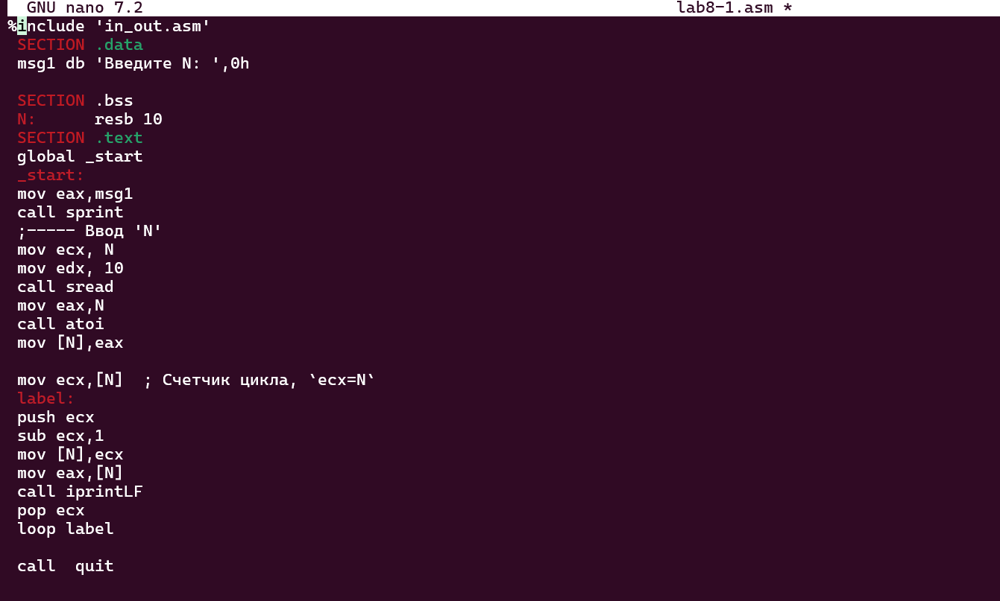 GNU nano 7.2 lab8-1.asm *
%include 'in_out.asm'
SECTION .data
msg1 db 'Введите N: ',0h
SECTION .bss
N: resb 10
SECTION .text
global _start
_start:
mov eax,msg1
call sprint
;----- Ввод 'N'
mov ecx, N
mov edx, 10
call sread
mov eax,N
call atoi
mov [N],eax
mov ecx,[N] ; Счетчик цикла, `ecx=N`
label:
push ecx
sub ecx,1
mov [N],ecx
mov eax,[N]
call iprintLF
pop ecx
loop label
call quit